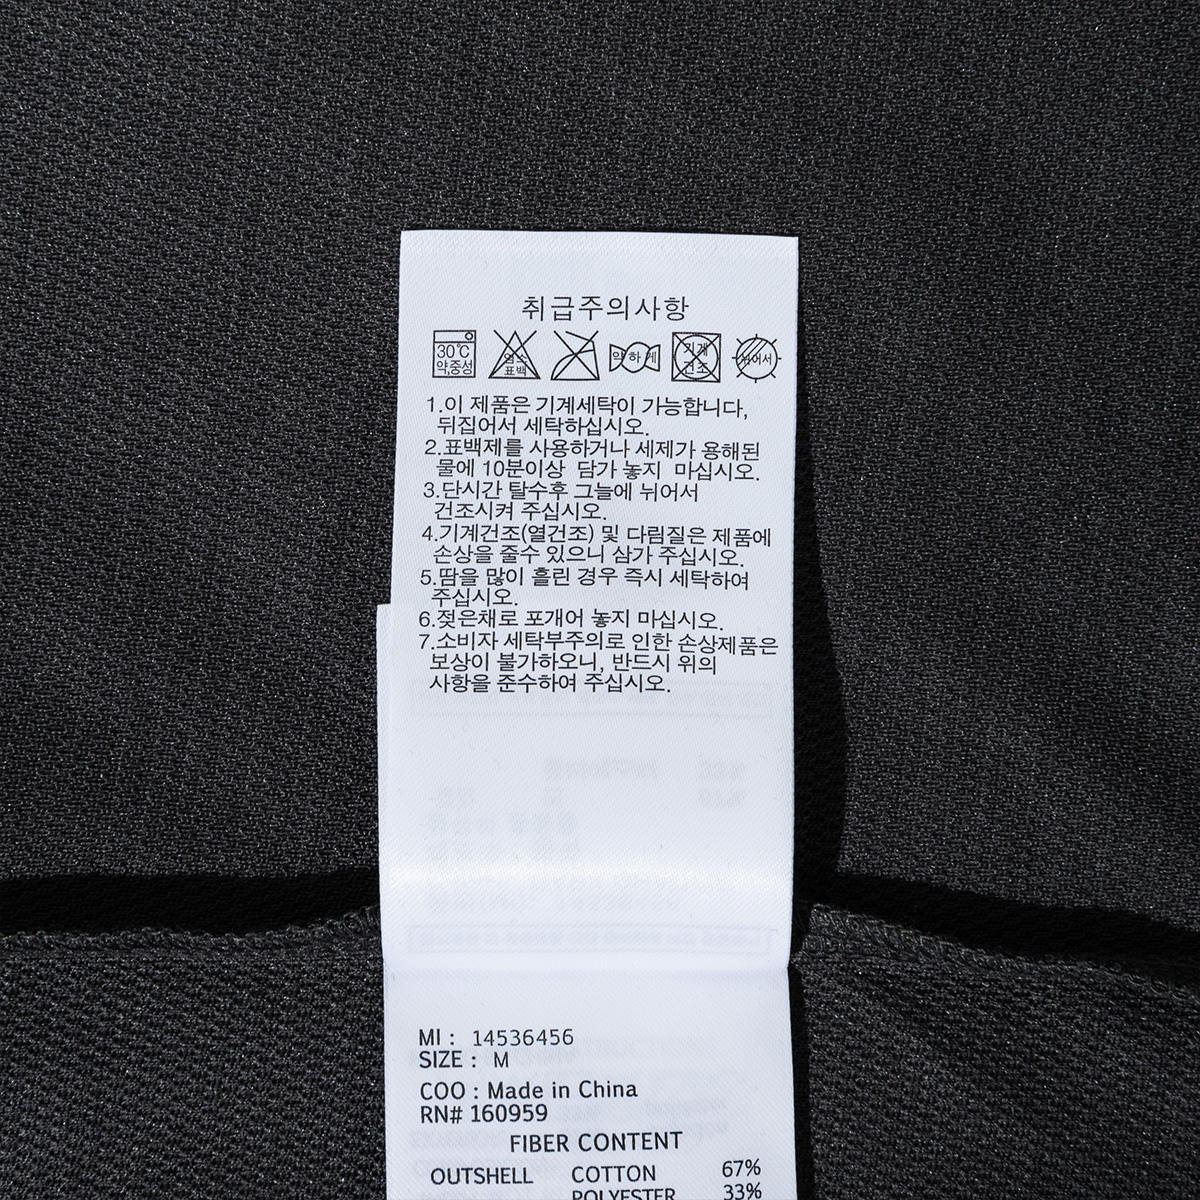 취급주의사항
30℃ 약,중성 염소 표백 약 하 게 기계 건조 뉘어서
1.이 제품은 기계세탁이 가능합니다,
뒤집어서 세탁하십시오.
2.표백제를 사용하거나 세제가 용해된
물에 10분이상 담가 놓지 마십시오.
3.단시간 탈수후 그늘에 뉘어서
건조시켜 주십시오.
4.기계건조(열건조) 및 다림질은 제품에
손상을 줄수 있으니 삼가 주십시오.
5.땀을 많이 흘린 경우 즉시 세탁하여
주십시오.
6.젖은채로 포개어 놓지 마십시오.
7.소비자 세탁부주의로 인한 손상제품은
보상이 불가하오니, 반드시 위의
사항을 준수하여 주십시오.
MI : 14536456
SIZE : M
COO : Made in China
RN# 160959
FIBER CONTENT
OUTSHELL COTTON 67%
POLYESTER 33%